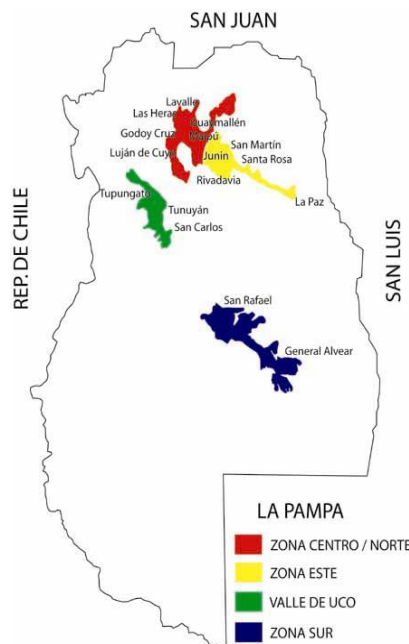 SAN JUAN
Lavalle
Las Heras
Guaymallén
Godoy Cruz
Maipú
San Martín
Luján de Cuyo
Junín
Santa Rosa
Rivadavia
La Paz
Tupungato
Tunuyán
San Carlos
REP. DE CHILE
SAN LUIS
San Rafael
General Alvear
LA PAMPA
ZONA CENTRO / NORTE
ZONA ESTE
VALLE DE UCO
ZONA SUR